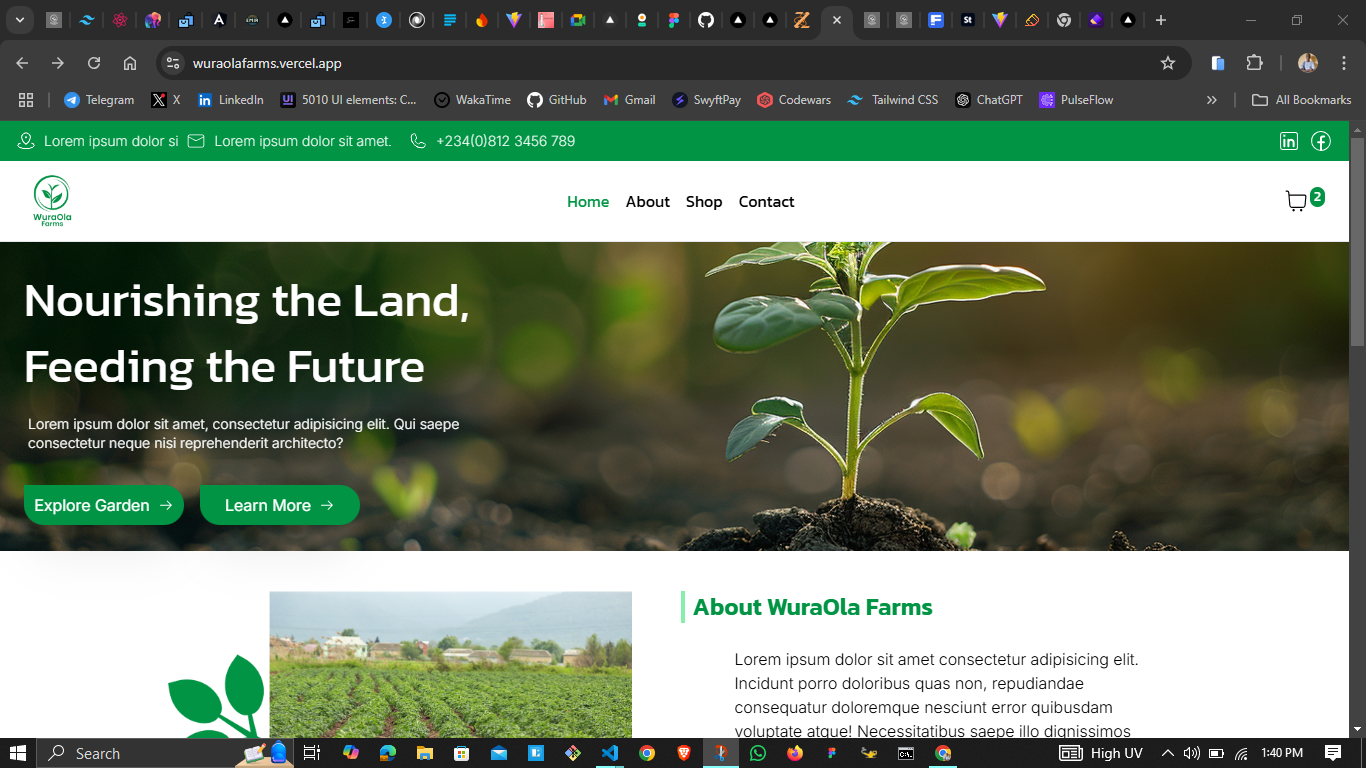 wuraolafarms.vercel.app
Telegram
X
LinkedIn
5010 UI elements: C...
WakaTime
GitHub
Gmail
SwyftPay
Codewars
Tailwind CSS
ChatGPT
PulseFlow
All Bookmarks
Lorem ipsum dolor si
Lorem ipsum dolor sit amet.
+234(0)812 3456 789
WuraOla
Farms
Home
About
Shop
Contact
2
Nourishing the Land,
Feeding the Future
Lorem ipsum dolor sit amet, consectetur adipisicing elit. Qui saepe
consectetur neque nisi reprehenderit architecto?
Explore Garden
Learn More
About WuraOla Farms
Lorem ipsum dolor sit amet consectetur adipisicing elit.
Incidunt porro doloribus quas non, repudiandae
consequatur doloremque nesciunt error quibusdam
voluptate atque! Necessitatibus saepe illo dignissimos
Search
High UV
1:40 PM